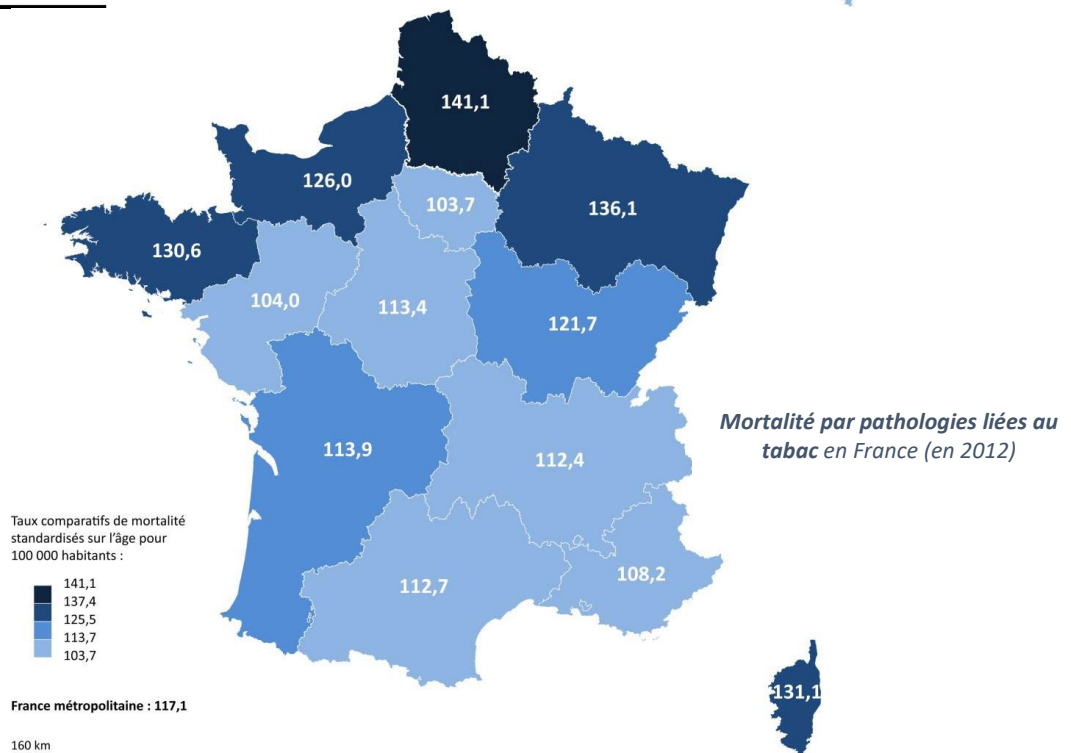 141,1
126,0
103,7
136,1
130,6
104,0
113,4
121,7
113,9
112,4
Mortalité par pathologies liées au
tabac en France (en 2012)
112,7
108,2
131,1
Taux comparatifs de mortalité
standardisés sur l'âge pour
100 000 habitants :
141,1
137,4
125,5
113,7
103,7
France métropolitaine : 117,1
160 km